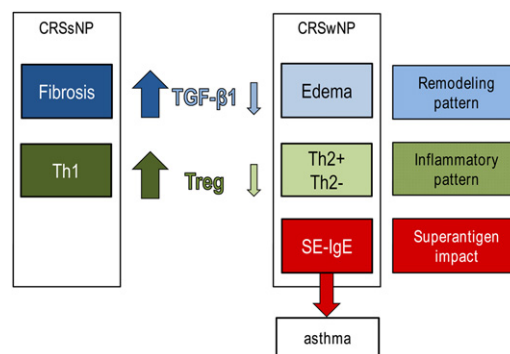 CRSsNP
CRSwNP
Fibrosis
TGF-β1
Edema
Remodeling
pattern
Th1
Treg
Th2+
Th2-
Inflammatory
pattern
SE-IgE
Superantigen
impact
asthma